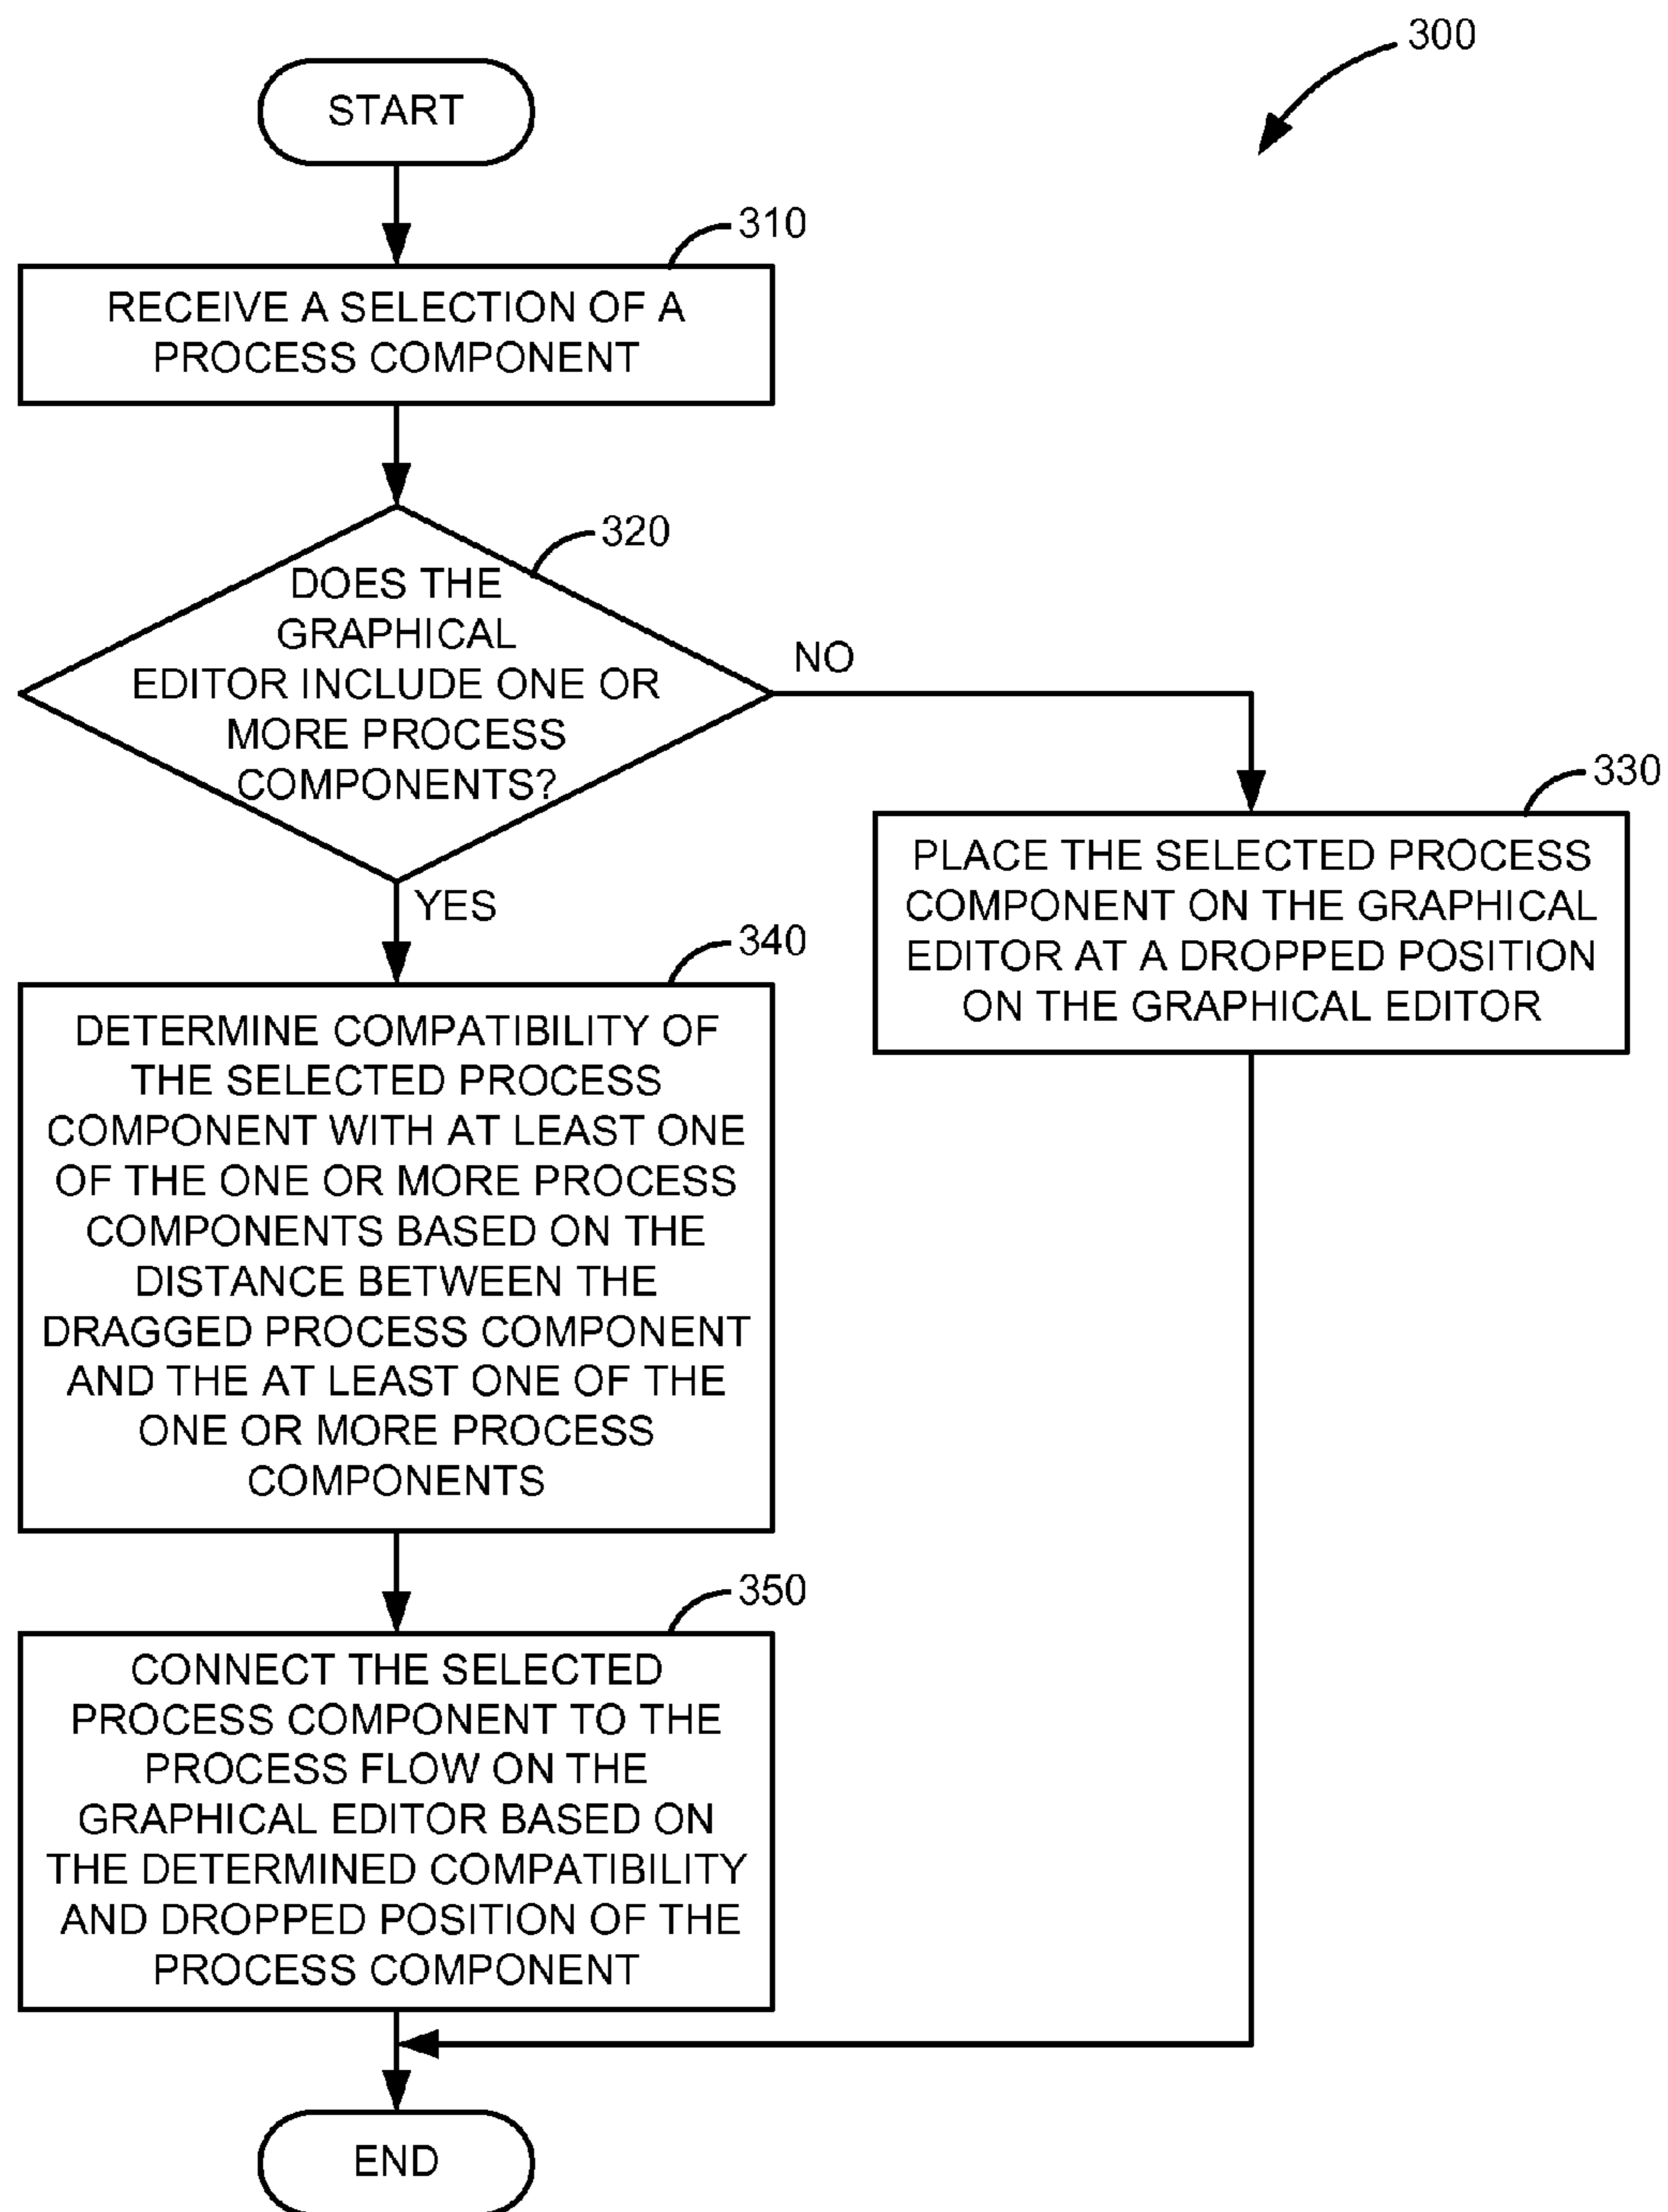 300
START
310
RECEIVE A SELECTION OF A
PROCESS COMPONENT
320
DOES THE
GRAPHICAL
EDITOR INCLUDE ONE OR
MORE PROCESS
COMPONENTS?
NO
YES
330
PLACE THE SELECTED PROCESS
COMPONENT ON THE GRAPHICAL
EDITOR AT A DROPPED POSITION
ON THE GRAPHICAL EDITOR
340
DETERMINE COMPATIBILITY OF
THE SELECTED PROCESS
COMPONENT WITH AT LEAST ONE
OF THE ONE OR MORE PROCESS
COMPONENTS BASED ON THE
DISTANCE BETWEEN THE
DRAGGED PROCESS COMPONENT
AND THE AT LEAST ONE OF THE
ONE OR MORE PROCESS
COMPONENTS
350
CONNECT THE SELECTED
PROCESS COMPONENT TO THE
PROCESS FLOW ON THE
GRAPHICAL EDITOR BASED ON
THE DETERMINED COMPATIBILITY
AND DROPPED POSITION OF THE
PROCESS COMPONENT
END